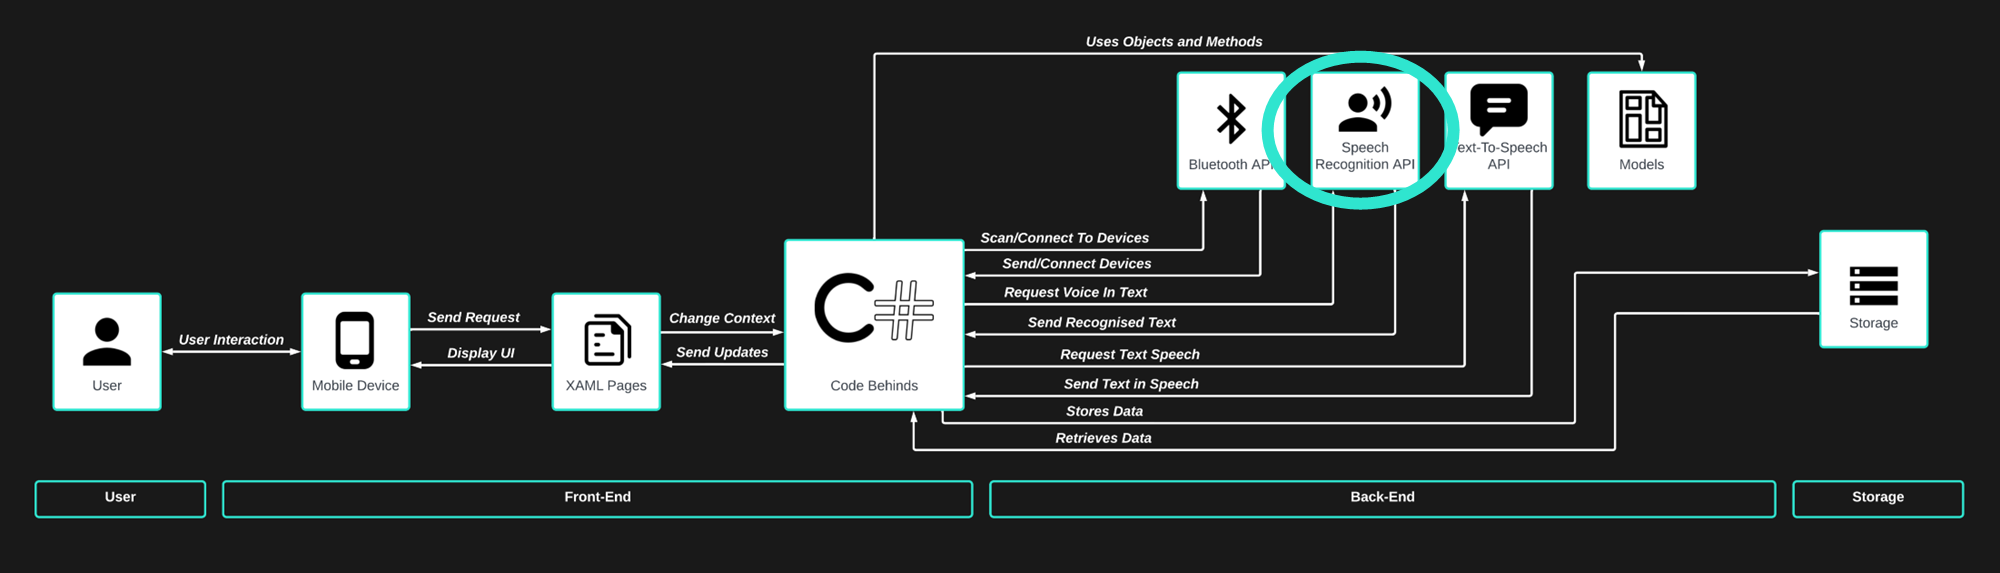 Uses Objects and Methods
Bluetooth API
Speech
Recognition API
ext-To-Speech
API
Models
Scan/Connect To Devices
Send/Connect Devices
Request Voice In Text
Send Recognised Text
Request Text Speech
Send Text in Speech
Stores Data
Retrieves Data
Storage
User Interaction
Send Request
Display UI
Change Context
Send Updates
C#
User
Mobile Device
XAML Pages
Code Behinds
User
Front-End
Back-End
Storage